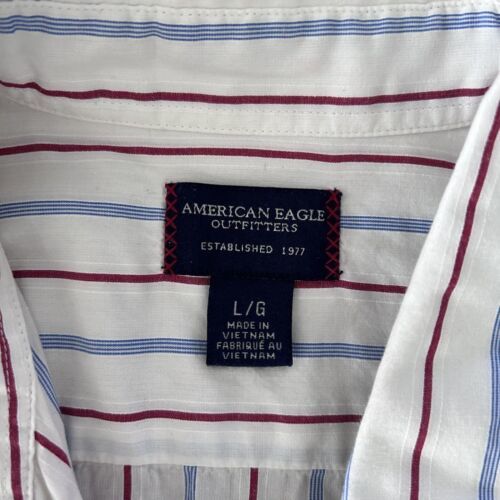 AMERICAN EAGLE
OUTFITTERS
ESTABLISHED 1977
L/G
MADE IN
VIETNAM
FABRIQUÉ AU
VIETNAM